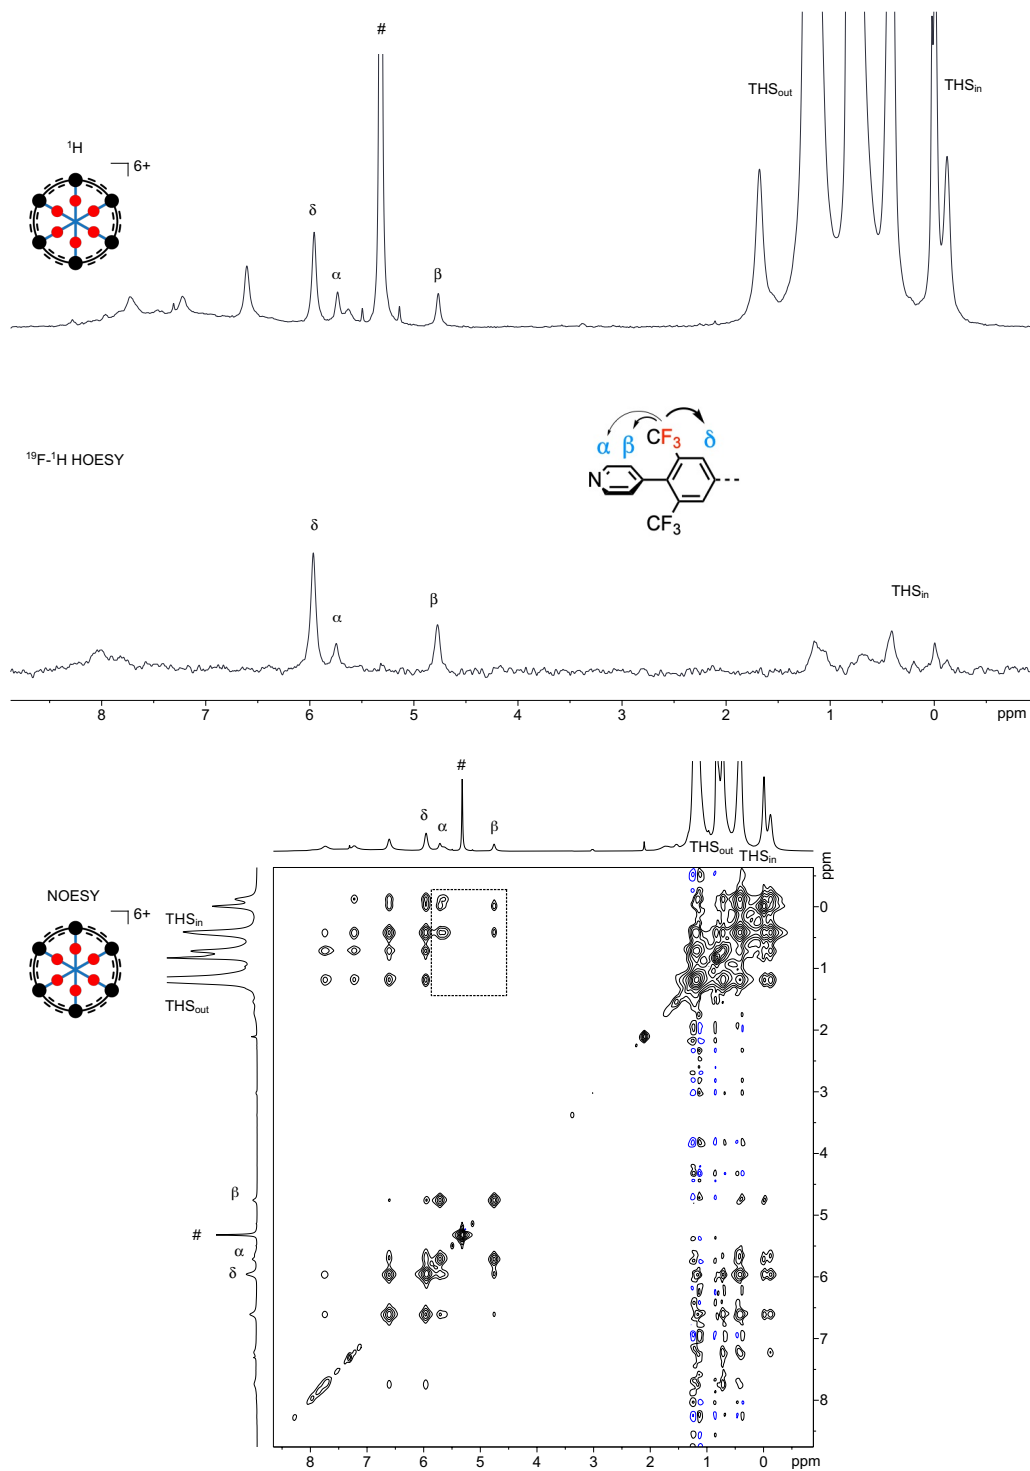 #
THSout
THSin
¹H
6+
δ
α
β
CF₃
α
β
δ
¹⁹F-¹H HOESY
N
CF₃
δ
α
β
THSin
8
7
6
5
4
3
2
1
0
ppm
#
δ
α
β
THSout
THSin
ppm
NOESY
6+
THSin
THSout
0
1
2
3
4
β
5
#
α
δ
6
7
8
8
7
6
5
4
3
2
1
0
ppm